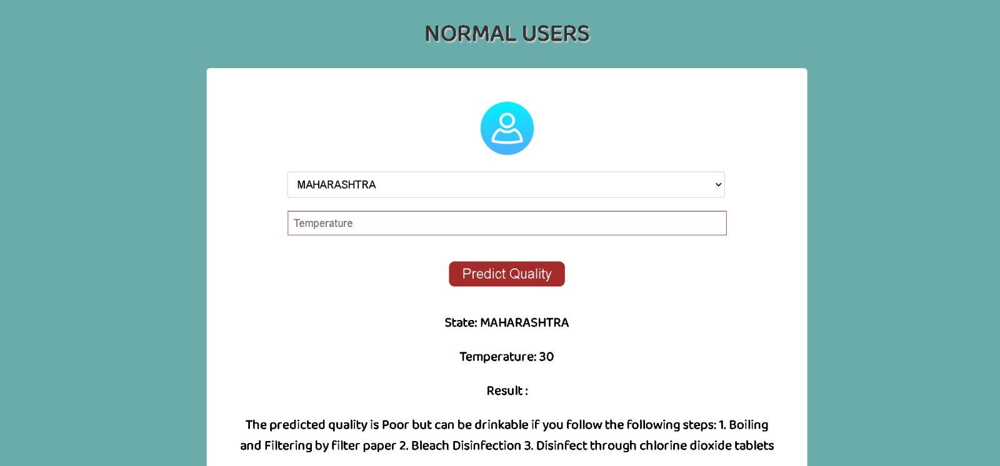 NORMAL USERS
MAHARASHTRA
Temperature
Predict Quality
State: MAHARASHTRA
Temperature: 30
Result :
The predicted quality is Poor but can be drinkable if you follow the following steps: 1. Boiling
and Filtering by filter paper 2. Bleach Disinfection 3. Disinfect through chlorine dioxide tablets